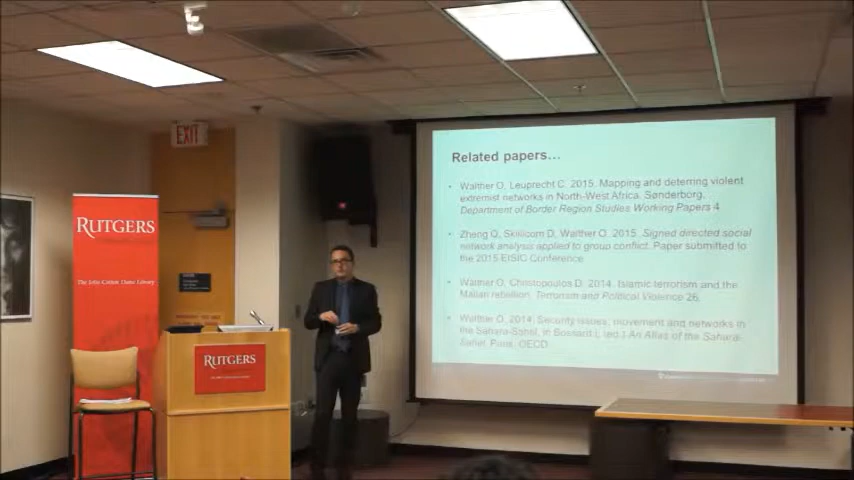 EXIT
RUTGERS
The John Cotton Dana Library
RUTGERS
Related papers…
• Walther O, Leuprecht C. 2015. Mapping and deterring violent
extremist networks in North-West Africa. Sønderborg,
Department of Border Region Studies Working Papers 4
• Zheng Q, Skillicorn D, Walther O. 2015. Signed directed social
network analysis applied to group conflict. Paper submitted to
the 2015 EISIC Conference
• Walther O, Christopoulos D. 2014. Islamic terrorism and the
Malian rebellion. Terrorism and Political Violence 26.
• Walther O. 2014. Security issues, movement and networks in
the Sahara-Sahel, in Bossard L (ed.) An Atlas of the Sahara-
Sahel. Paris, OECD.